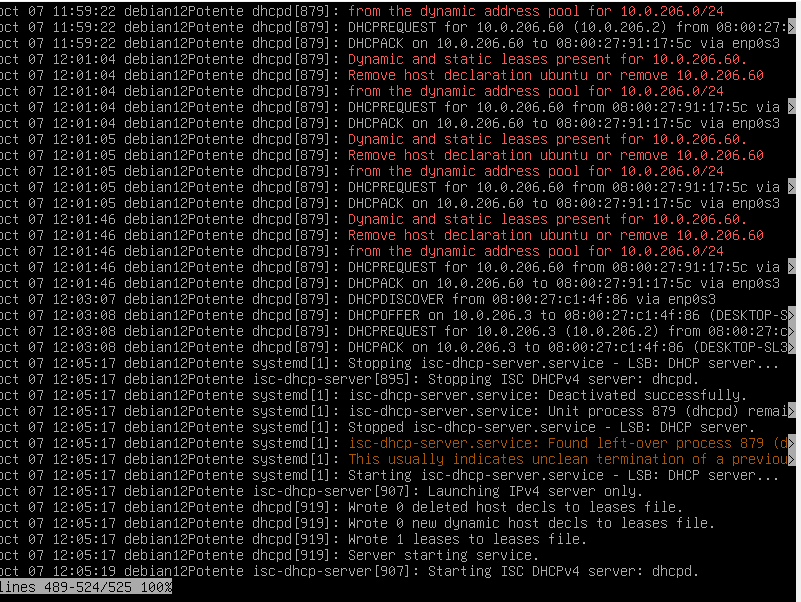 oct 07 11:59:22 debian12Potente dhcpd[879]: from the dynamic address pool for 10.0.206.0/24
oct 07 11:59:22 debian12Potente dhcpd[879]: DHCPREQUEST for 10.0.206.60 (10.0.206.2) from 08:00:27:>
oct 07 11:59:22 debian12Potente dhcpd[879]: DHCPACK on 10.0.206.60 to 08:00:27:91:17:5c via enp0s3
oct 07 12:01:04 debian12Potente dhcpd[879]: Dynamic and static leases present for 10.0.206.60.
oct 07 12:01:04 debian12Potente dhcpd[879]: Remove host declaration ubuntu or remove 10.0.206.60
oct 07 12:01:04 debian12Potente dhcpd[879]: from the dynamic address pool for 10.0.206.0/24
oct 07 12:01:04 debian12Potente dhcpd[879]: DHCPREQUEST for 10.0.206.60 from 08:00:27:91:17:5c via >
oct 07 12:01:04 debian12Potente dhcpd[879]: DHCPACK on 10.0.206.60 to 08:00:27:91:17:5c via enp0s3
oct 07 12:01:05 debian12Potente dhcpd[879]: Dynamic and static leases present for 10.0.206.60.
oct 07 12:01:05 debian12Potente dhcpd[879]: Remove host declaration ubuntu or remove 10.0.206.60
oct 07 12:01:05 debian12Potente dhcpd[879]: from the dynamic address pool for 10.0.206.0/24
oct 07 12:01:05 debian12Potente dhcpd[879]: DHCPREQUEST for 10.0.206.60 from 08:00:27:91:17:5c via >
oct 07 12:01:05 debian12Potente dhcpd[879]: DHCPACK on 10.0.206.60 to 08:00:27:91:17:5c via enp0s3
oct 07 12:01:46 debian12Potente dhcpd[879]: Dynamic and static leases present for 10.0.206.60.
oct 07 12:01:46 debian12Potente dhcpd[879]: Remove host declaration ubuntu or remove 10.0.206.60
oct 07 12:01:46 debian12Potente dhcpd[879]: from the dynamic address pool for 10.0.206.0/24
oct 07 12:01:46 debian12Potente dhcpd[879]: DHCPREQUEST for 10.0.206.60 from 08:00:27:91:17:5c via >
oct 07 12:01:46 debian12Potente dhcpd[879]: DHCPACK on 10.0.206.60 to 08:00:27:91:17:5c via enp0s3
oct 07 12:03:07 debian12Potente dhcpd[879]: DHCPDISCOVER from 08:00:27:c1:4f:86 via enp0s3
oct 07 12:03:08 debian12Potente dhcpd[879]: DHCPOFFER on 10.0.206.3 to 08:00:27:c1:4f:86 (DESKTOP-S>
oct 07 12:03:08 debian12Potente dhcpd[879]: DHCPREQUEST for 10.0.206.3 (10.0.206.2) from 08:00:27:c>
oct 07 12:03:08 debian12Potente dhcpd[879]: DHCPACK on 10.0.206.3 to 08:00:27:c1:4f:86 (DESKTOP-SL3>
oct 07 12:05:17 debian12Potente systemd[1]: Stopping isc-dhcp-server.service - LSB: DHCP server...
oct 07 12:05:17 debian12Potente isc-dhcp-server[895]: Stopping ISC DHCPv4 server: dhcpd.
oct 07 12:05:17 debian12Potente systemd[1]: isc-dhcp-server.service: Deactivated successfully.
oct 07 12:05:17 debian12Potente systemd[1]: isc-dhcp-server.service: Unit process 879 (dhcpd) remai>
oct 07 12:05:17 debian12Potente systemd[1]: Stopped isc-dhcp-server.service - LSB: DHCP server.
oct 07 12:05:17 debian12Potente systemd[1]: isc-dhcp-server.service: Found left-over process 879 (d>
oct 07 12:05:17 debian12Potente systemd[1]: This usually indicates unclean termination of a previou>
oct 07 12:05:17 debian12Potente systemd[1]: Starting isc-dhcp-server.service - LSB: DHCP server...
oct 07 12:05:17 debian12Potente isc-dhcp-server[907]: Launching IPv4 server only.
oct 07 12:05:17 debian12Potente dhcpd[919]: Wrote 0 deleted host decls to leases file.
oct 07 12:05:17 debian12Potente dhcpd[919]: Wrote 0 new dynamic host decls to leases file.
oct 07 12:05:17 debian12Potente dhcpd[919]: Wrote 1 leases to leases file.
oct 07 12:05:17 debian12Potente dhcpd[919]: Server starting service.
oct 07 12:05:19 debian12Potente isc-dhcp-server[907]: Starting ISC DHCPv4 server: dhcpd.
lines 489-524/525 100%